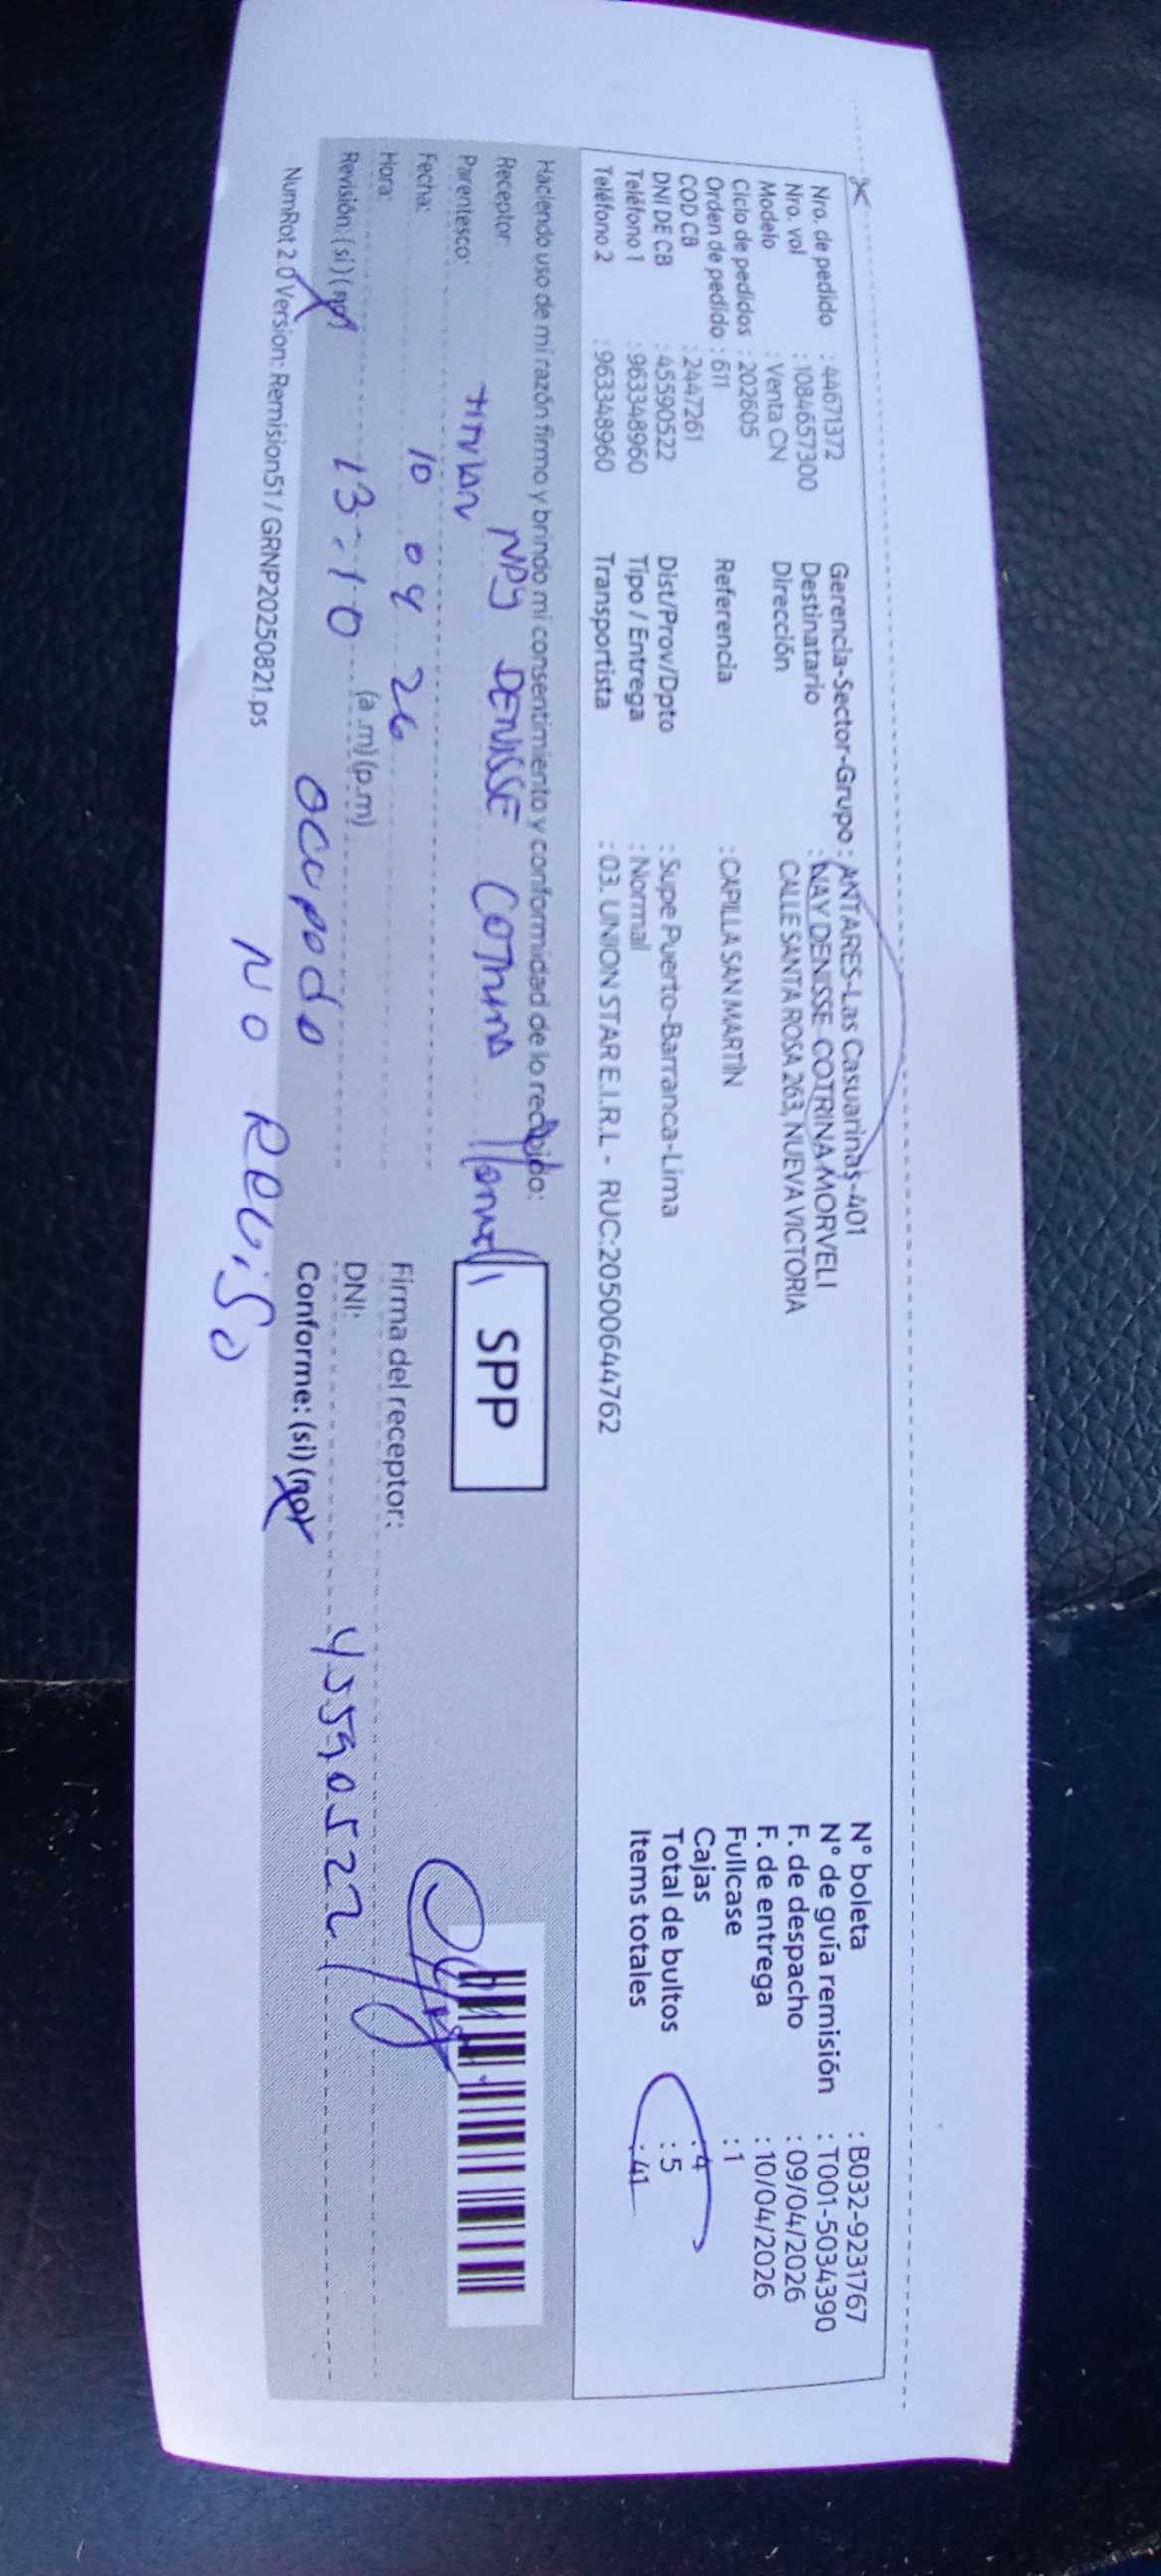 Nro. de pedido : 44671372
Nro. vol : 1084657300
Modelo : Venta CN
Ciclo de pedidos : 202605
Orden de pedido : 611
COD CB : 2447261
DNI DE CB : 45590522
Teléfono 1 : 963348960
Teléfono 2 : 963348960
Gerencia-Sector-Grupo : ANTARES-Las Casuarinas-401
Destinatario : NAY DENISSE COTRINA MORVELI
Dirección CALLE SANTA ROSA 263, NUEVA VICTORIA
Referencia : CAPILLA SAN MARTÍN
Dist/Prov/Dpto : Supe Puerto-Barranca-Lima
Tipo / Entrega : Normal
Transportista : 03. UNION STAR E.I.R.L - RUC:20500644762
N° boleta : B032-9231767
N° de guía remisión : T001-5034390
F. de despacho : 09/04/2026
F. de entrega : 10/04/2026
Fullcase : 1
Cajas : 4
Total de bultos : 5
Items totales : 41
Haciendo uso de mi razón firmo y brindo mi consentimiento y conformidad de lo recibido:
Receptor: NAY DENISSE COTRINA
Parentesco:
Fecha: 10 04 26
Hora: 13:10 (a.m)(p.m)
Revisión (si)(no) ocupado
SPP
Firma del receptor:
DNI: 45590522
Conforme: (si)(no)
NO REViSo
NumRot 2.0 Version: Remision51 / GRNP20250821.ps